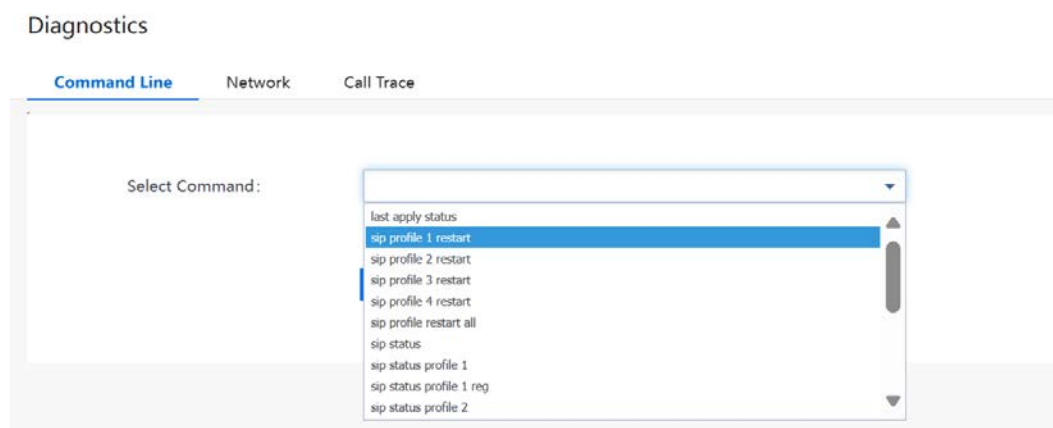 Diagnostics
Command Line Network Call Trace
Select Command:
last apply status
sip profile 1 restart
sip profile 2 restart
sip profile 3 restart
sip profile 4 restart
sip profile restart all
sip status
sip status profile 1
sip status profile 1 reg
sip status profile 2